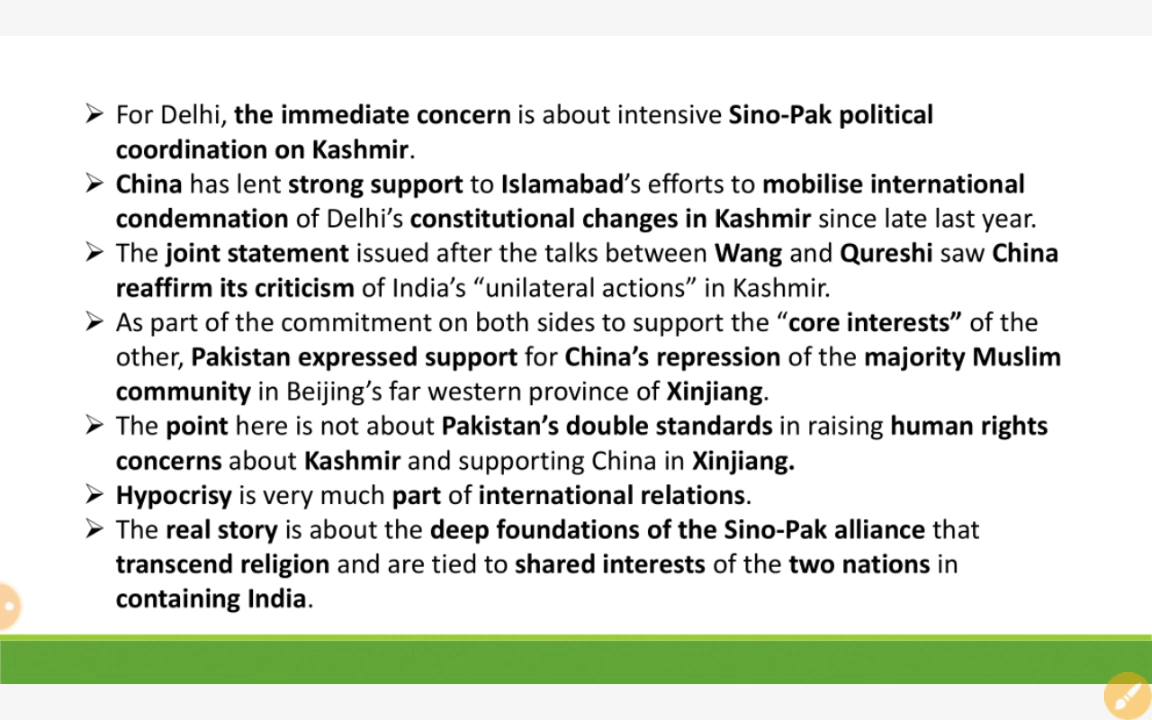 ➢ For Delhi, the immediate concern is about intensive Sino-Pak political
coordination on Kashmir.
➢ China has lent strong support to Islamabad’s efforts to mobilise international
condemnation of Delhi’s constitutional changes in Kashmir since late last year.
➢ The joint statement issued after the talks between Wang and Qureshi saw China
reaffirm its criticism of India’s “unilateral actions” in Kashmir.
➢ As part of the commitment on both sides to support the “core interests” of the
other, Pakistan expressed support for China’s repression of the majority Muslim
community in Beijing’s far western province of Xinjiang.
➢ The point here is not about Pakistan’s double standards in raising human rights
concerns about Kashmir and supporting China in Xinjiang.
➢ Hypocrisy is very much part of international relations.
➢ The real story is about the deep foundations of the Sino-Pak alliance that
transcend religion and are tied to shared interests of the two nations in
containing India.